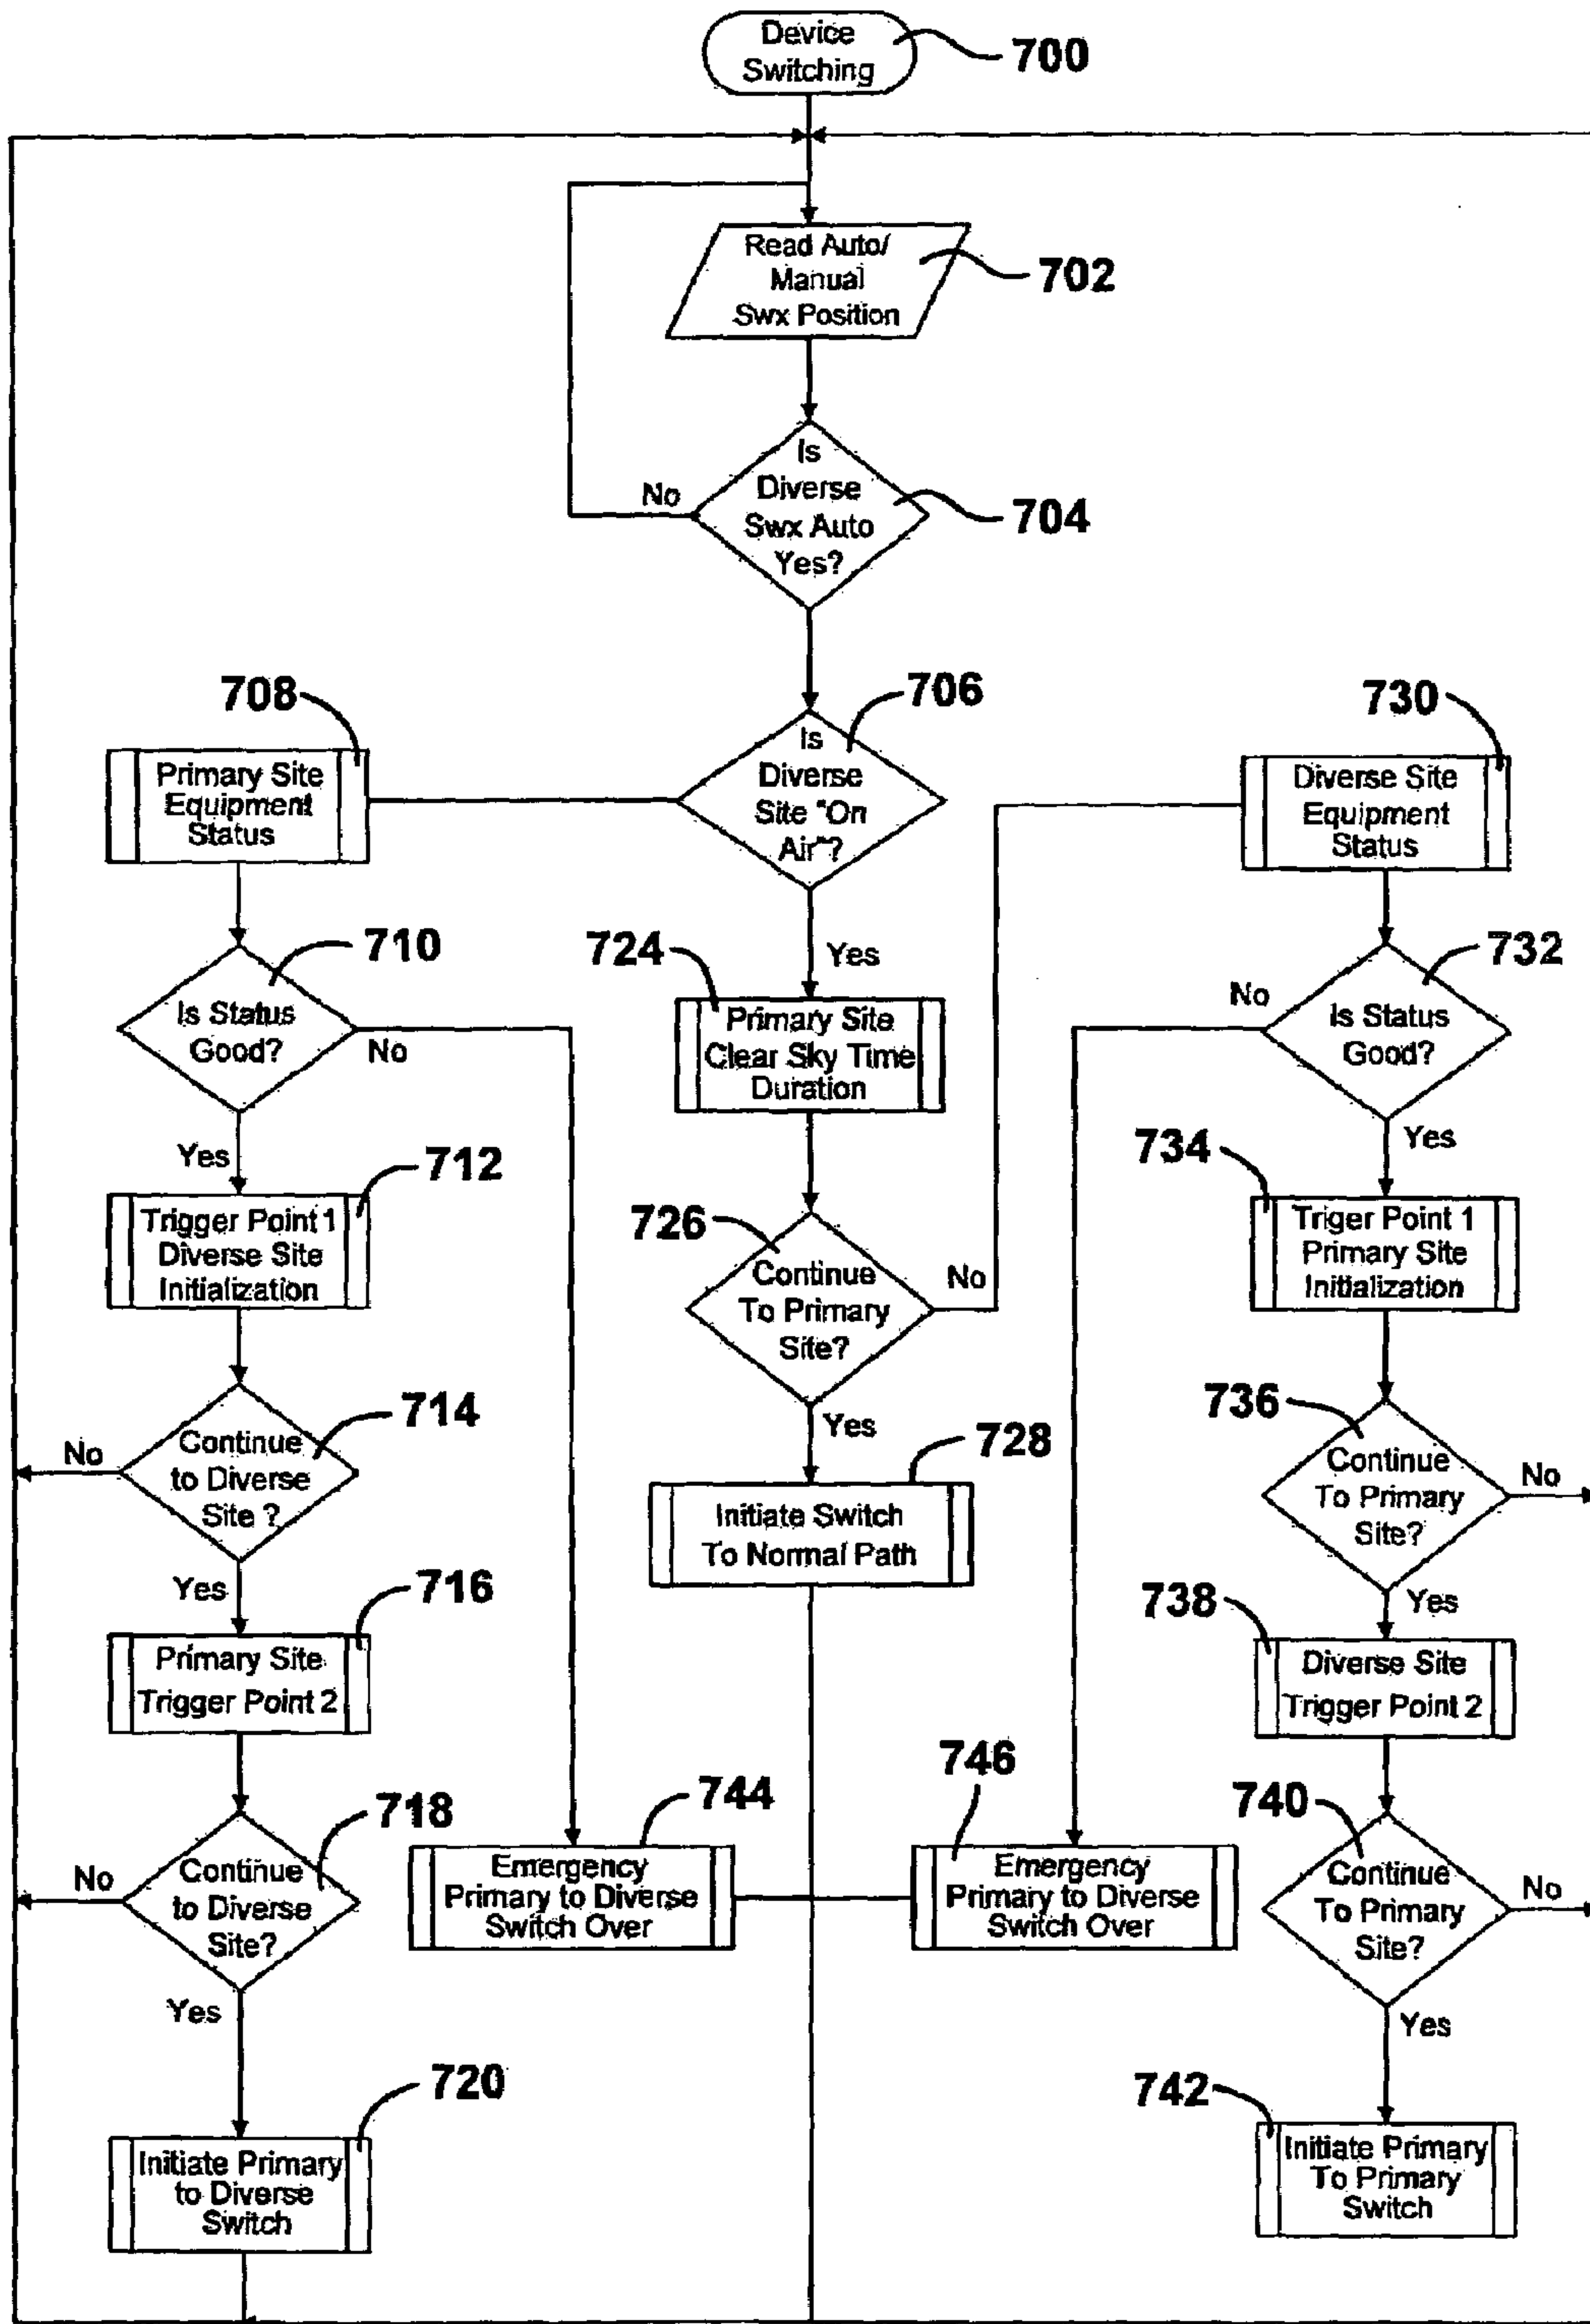 Device
Switching
700
Read Auto/
Manual
Swx Position
702
Is
Diverse
Swx Auto
Yes?
No
704
Is
Diverse
Site "On
Air"?
706
708
Primary Site
Equipment
Status
730
Diverse Site
Equipment
Status
710
Is Status
Good?
No
Yes
724
Yes
Primary Site
Clear Sky Time
Duration
732
No
Is Status
Good?
Yes
712
Trigger Point 1
Diverse Site
Initialization
726
Continue
To Primary
Site?
No
Yes
734
Triger Point 1
Primary Site
Initialization
714
No
Continue
to Diverse
Site ?
Yes
728
Initiate Switch
To Normal Path
736
Continue
To Primary
Site?
No
Yes
716
Primary Site
Trigger Point 2
738
Diverse Site
Trigger Point 2
718
No
Continue
to Diverse
Site?
Yes
744
Emergency
Primary to Diverse
Switch Over
746
Emergency
Primary to Diverse
Switch Over
740
Continue
To Primary
Site?
No
Yes
720
Initiate Primary
to Diverse
Switch
742
Initiate Primary
To Primary
Switch